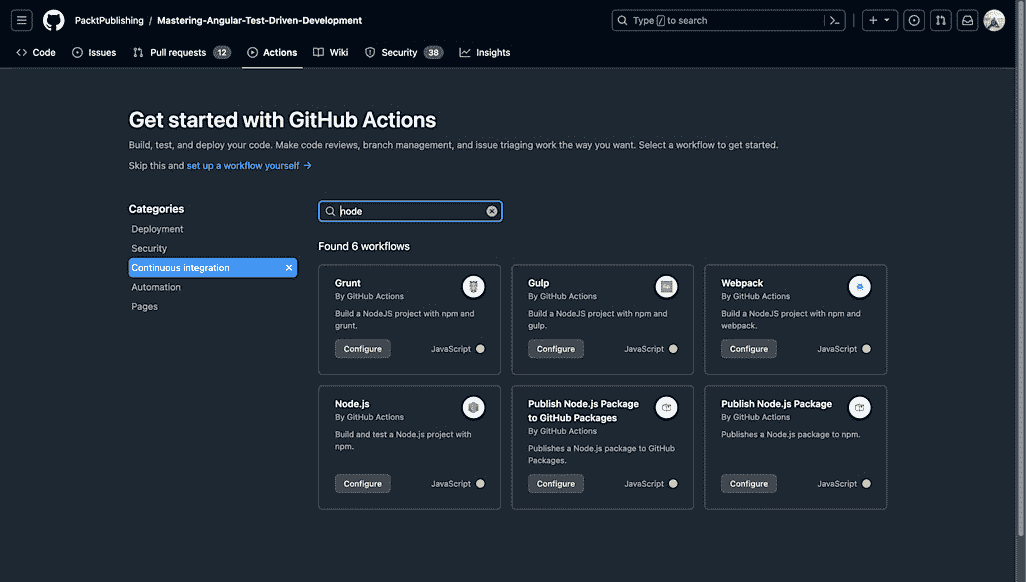 PacktPublishing / Mastering-Angular-Test-Driven-Development
Type / to search
Code Issues Pull requests 12 Actions Wiki Security 38 Insights
Get started with GitHub Actions
Build, test, and deploy your code. Make code reviews, branch management, and issue triaging work the way you want. Select a workflow to get started.
Skip this and set up a workflow yourself →
Categories
Deployment
Security
Continuous integration
Automation
Pages
node
Found 6 workflows
Grunt
By GitHub Actions
Build a NodeJS project with npm and
grunt.
Configure JavaScript
Gulp
By GitHub Actions
Build a NodeJS project with npm and
gulp.
Configure JavaScript
Webpack
By GitHub Actions
Build a NodeJS project with npm and
webpack.
Configure JavaScript
Node.js
By GitHub Actions
Build and test a Node.js project with
npm.
Configure JavaScript
Publish Node.js Package
to GitHub Packages
By GitHub Actions
Publishes a Node.js package to GitHub
Packages.
Configure JavaScript
Publish Node.js Package
By GitHub Actions
Publishes a Node.js package to npm.
Configure JavaScript